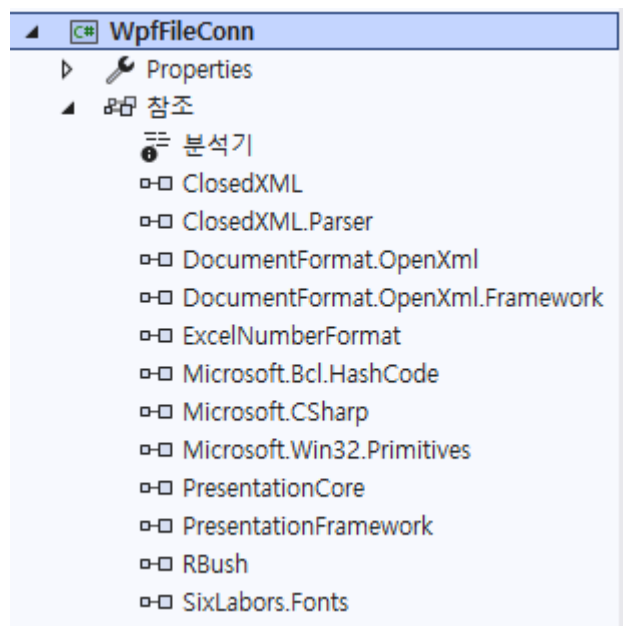 C# WpfFileConn
Properties
참조
분석기
ClosedXML
ClosedXML.Parser
DocumentFormat.OpenXml
DocumentFormat.OpenXml.Framework
ExcelNumberFormat
Microsoft.Bcl.HashCode
Microsoft.CSharp
Microsoft.Win32.Primitives
PresentationCore
PresentationFramework
RBush
SixLabors.Fonts